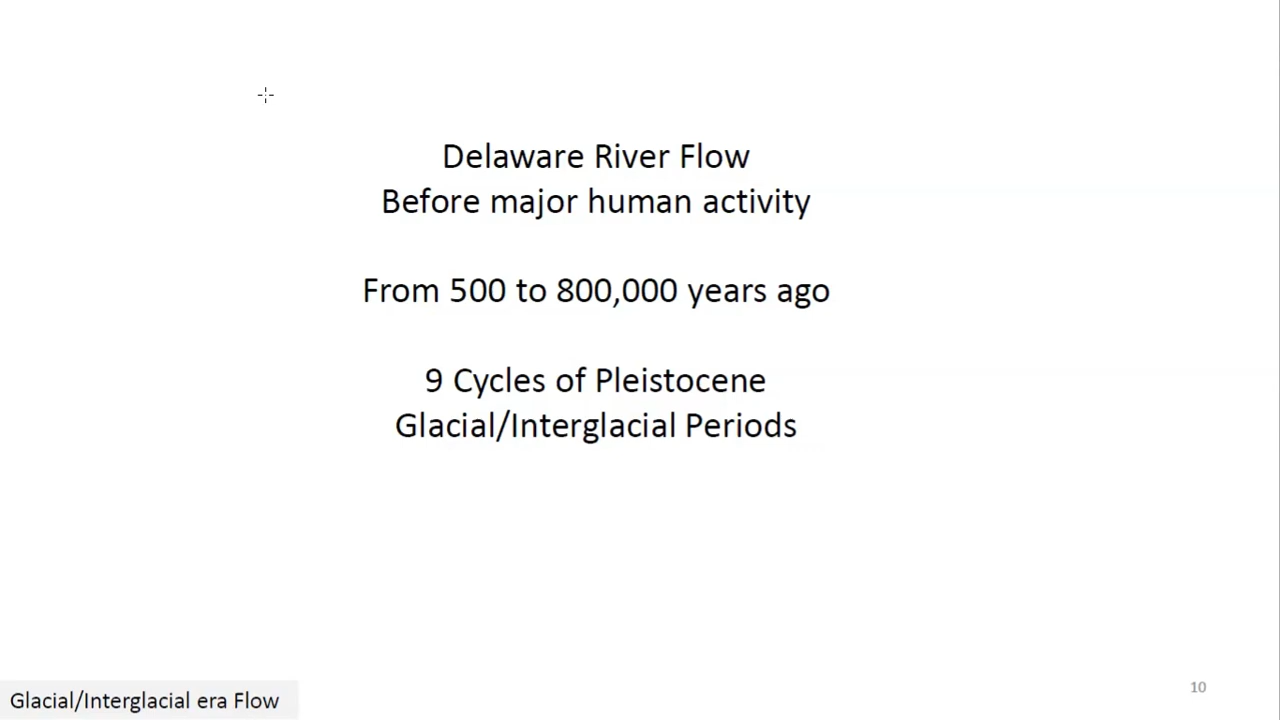 Delaware River Flow
Before major human activity
From 500 to 800,000 years ago
9 Cycles of Pleistocene
Glacial/Interglacial Periods
Glacial/Interglacial era Flow
10